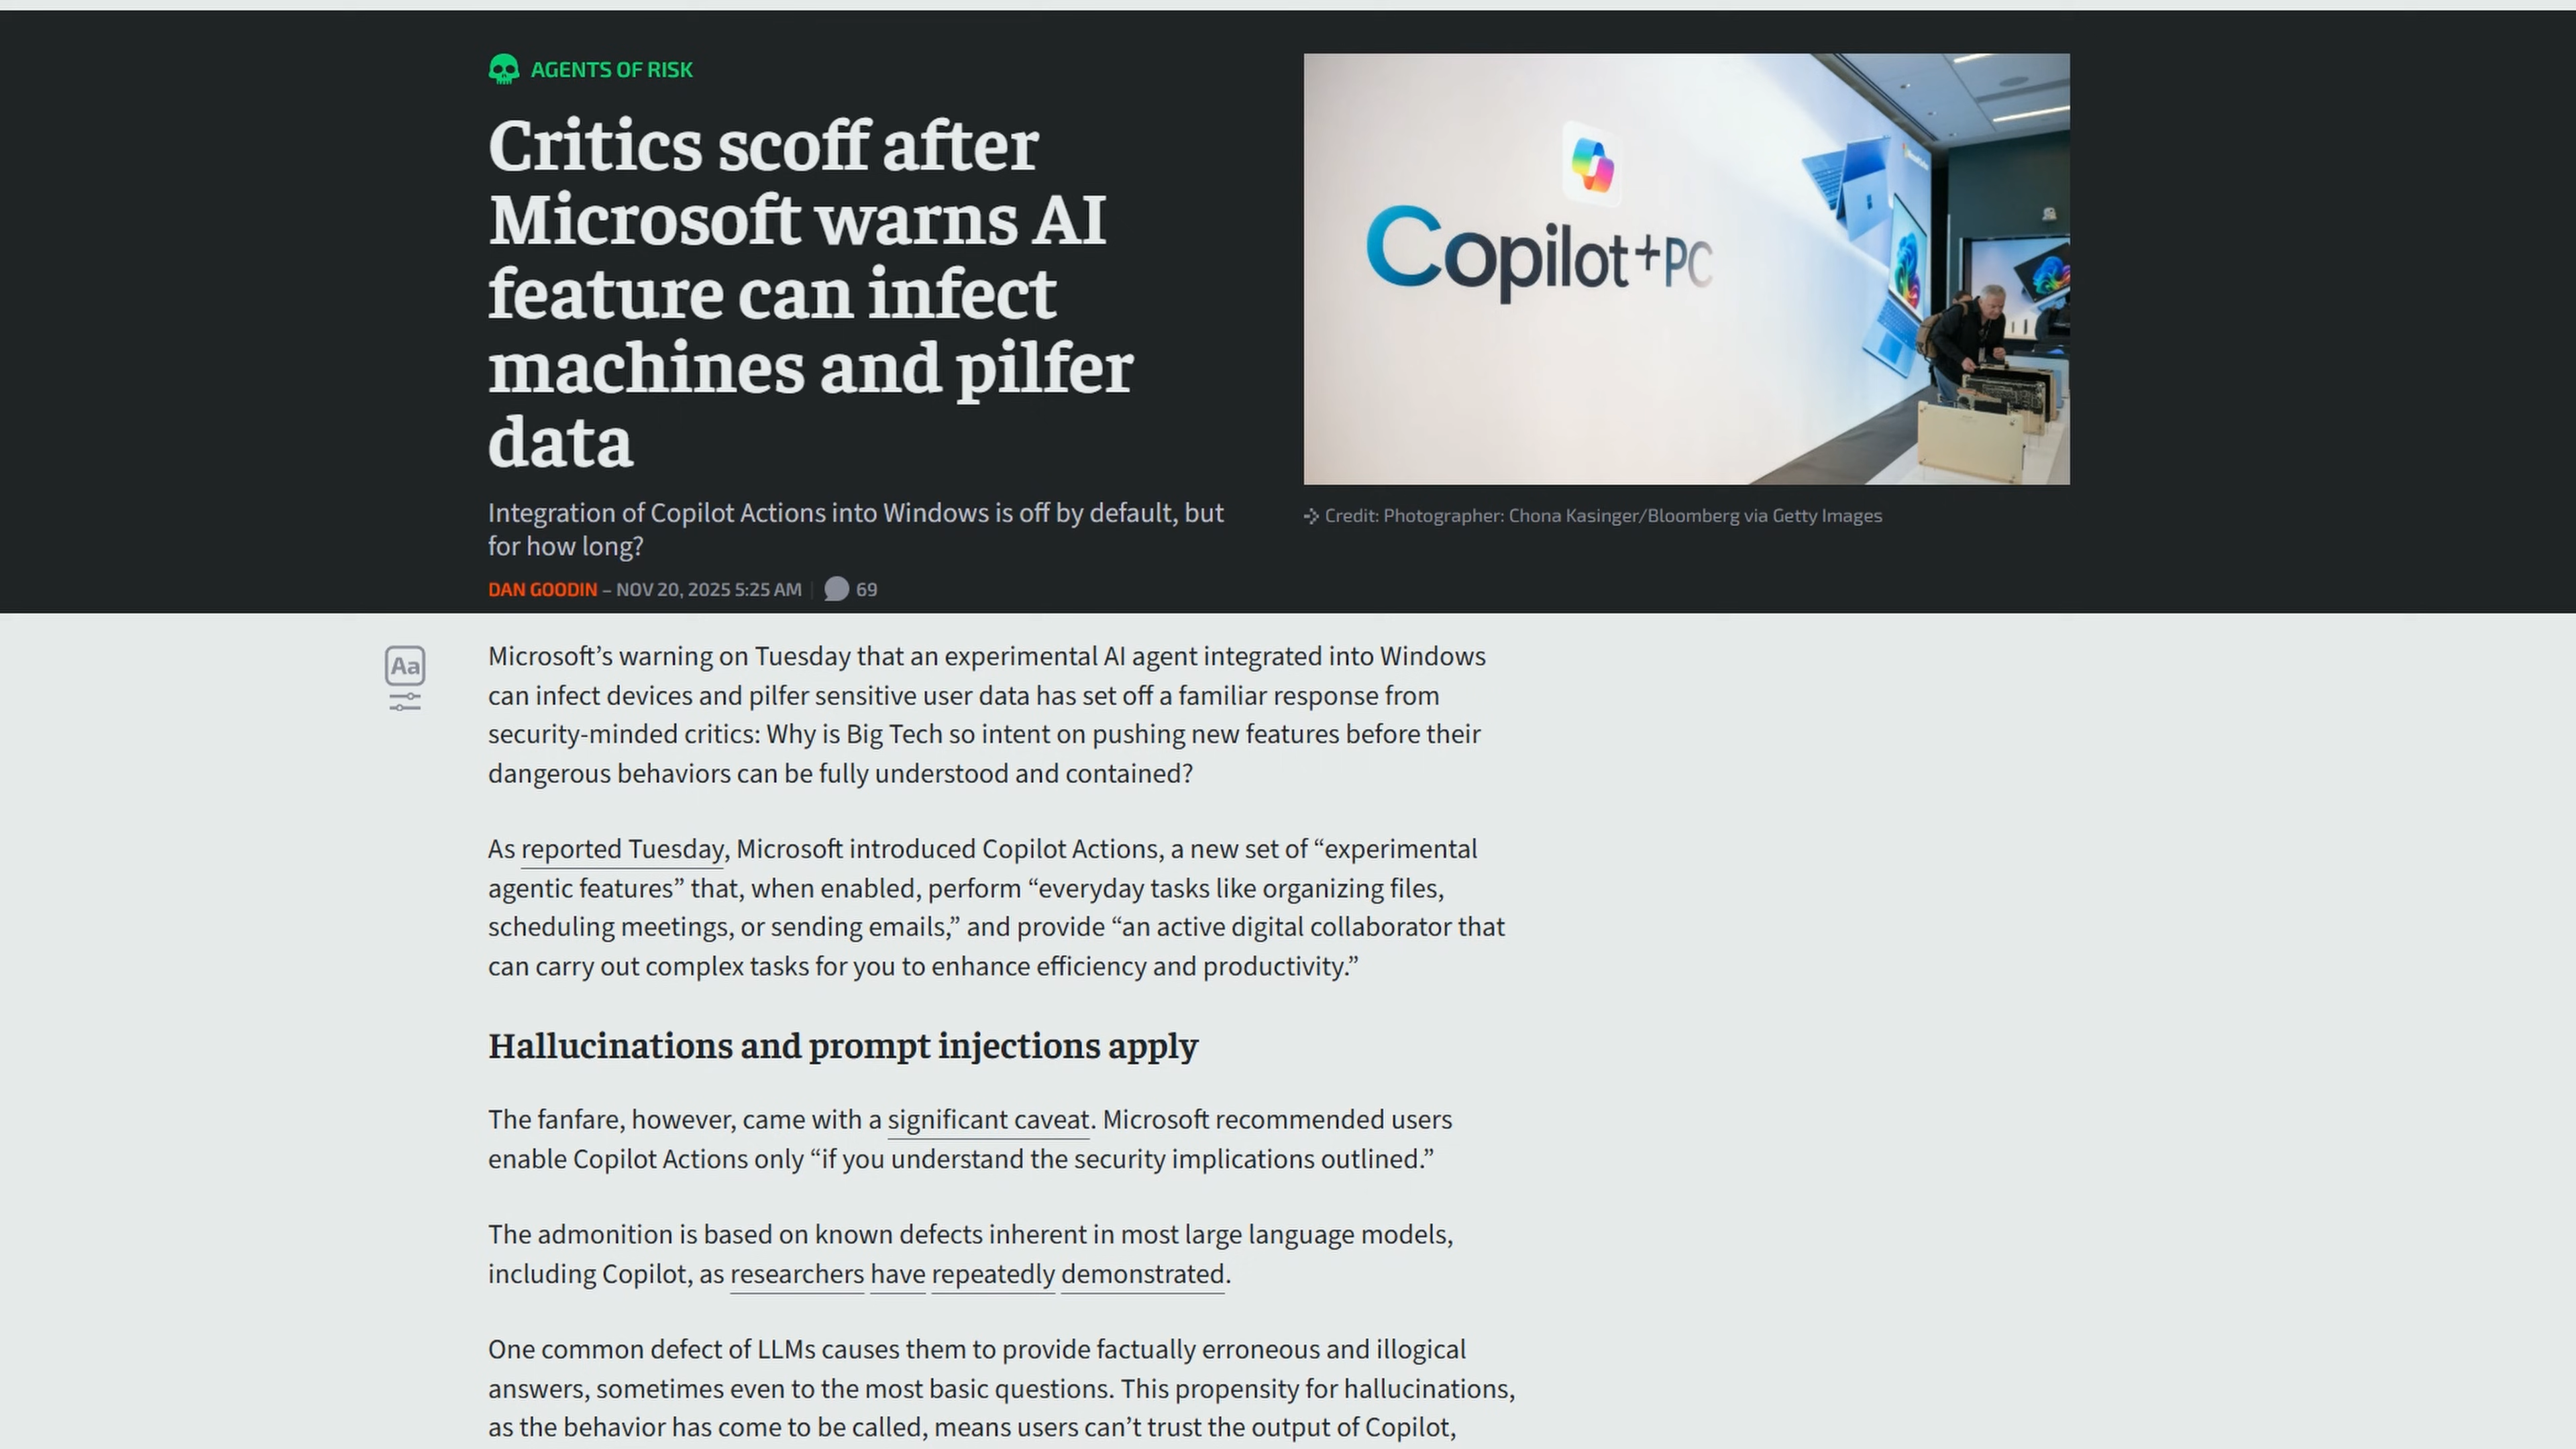 AGENTS OF RISK
Critics scoff after
Microsoft warns AI
feature can infect
machines and pilfer
data
Integration of Copilot Actions into Windows is off by default, but
for how long?
DAN GOODIN – NOV 20, 2025 5:25 AM | 69
Copilot+PC
Credit: Photographer: Chona Kasinger/Bloomberg via Getty Images
Aa
Microsoft’s warning on Tuesday that an experimental AI agent integrated into Windows
can infect devices and pilfer sensitive user data has set off a familiar response from
security-minded critics: Why is Big Tech so intent on pushing new features before their
dangerous behaviors can be fully understood and contained?
As reported Tuesday, Microsoft introduced Copilot Actions, a new set of “experimental
agentic features” that, when enabled, perform “everyday tasks like organizing files,
scheduling meetings, or sending emails,” and provide “an active digital collaborator that
can carry out complex tasks for you to enhance efficiency and productivity.”
Hallucinations and prompt injections apply
The fanfare, however, came with a significant caveat. Microsoft recommended users
enable Copilot Actions only “if you understand the security implications outlined.”
The admonition is based on known defects inherent in most large language models,
including Copilot, as researchers have repeatedly demonstrated.
One common defect of LLMs causes them to provide factually erroneous and illogical
answers, sometimes even to the most basic questions. This propensity for hallucinations,
as the behavior has come to be called, means users can’t trust the output of Copilot,